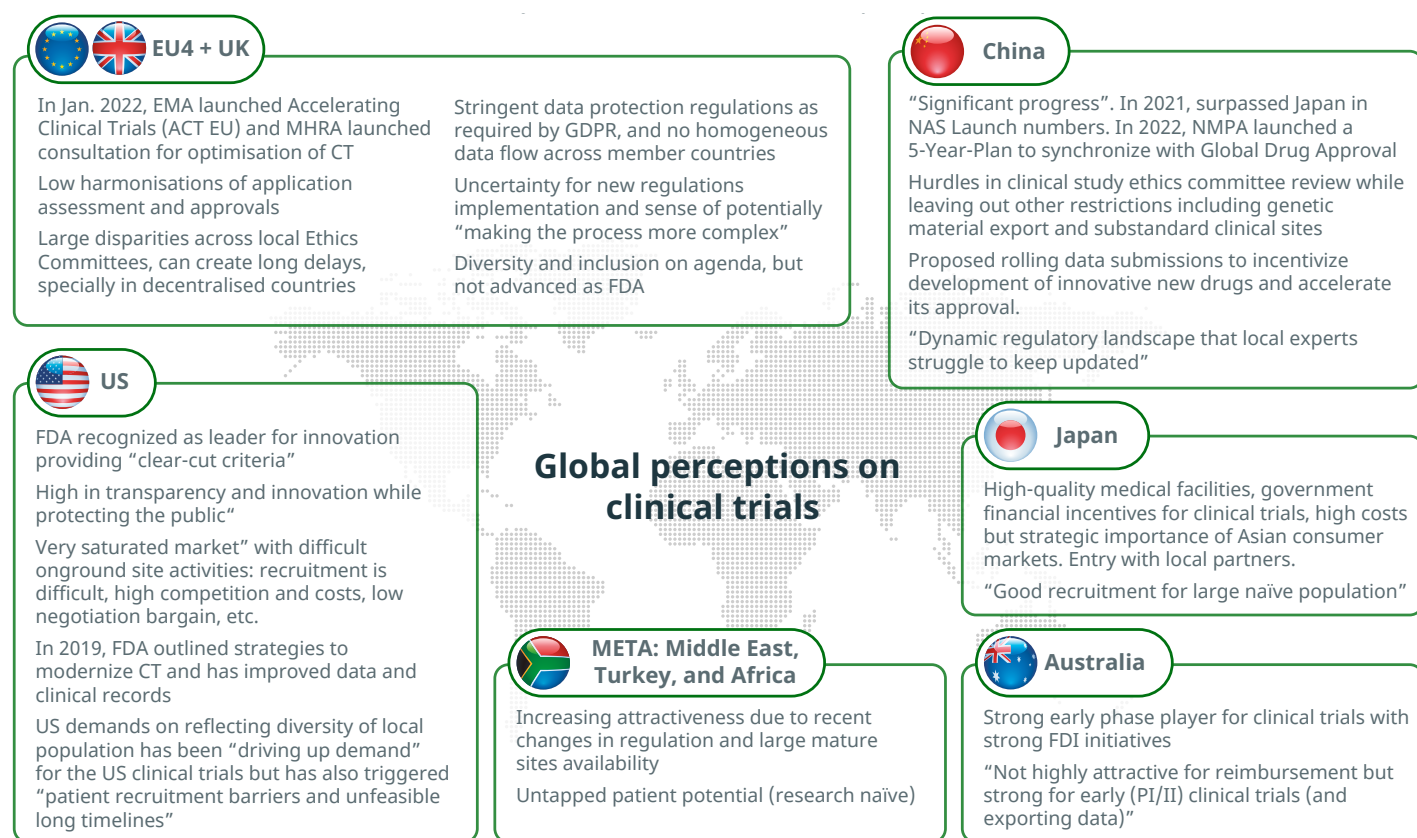 EU4 + UK
In Jan. 2022, EMA launched Accelerating
Clinical Trials (ACT EU) and MHRA launched
consultation for optimisation of CT
Low harmonisations of application
assessment and approvals
Large disparities across local Ethics
Committees, can create long delays,
specially in decentralised countries
Stringent data protection regulations as
required by GDPR, and no homogeneous
data flow across member countries
Uncertainty for new regulations
implementation and sense of potentially
“making the process more complex”
Diversity and inclusion on agenda, but
not advanced as FDA
China
“Significant progress”. In 2021, surpassed Japan in
NAS Launch numbers. In 2022, NMPA launched a
5-Year-Plan to synchronize with Global Drug Approval
Hurdles in clinical study ethics committee review while
leaving out other restrictions including genetic
material export and substandard clinical sites
Proposed rolling data submissions to incentivize
development of innovative new drugs and accelerate
its approval.
“Dynamic regulatory landscape that local experts
struggle to keep updated”
US
FDA recognized as leader for innovation
providing “clear-cut criteria”
High in transparency and innovation while
protecting the public“
Very saturated market” with difficult
onground site activities: recruitment is
difficult, high competition and costs, low
negotiation bargain, etc.
In 2019, FDA outlined strategies to
modernize CT and has improved data and
clinical records
US demands on reflecting diversity of local
population has been “driving up demand”
for the US clinical trials but has also triggered
“patient recruitment barriers and unfeasible
long timelines”
Global perceptions on
clinical trials
Japan
High-quality medical facilities, government
financial incentives for clinical trials, high costs
but strategic importance of Asian consumer
markets. Entry with local partners.
“Good recruitment for large naïve population”
META: Middle East,
Turkey, and Africa
Increasing attractiveness due to recent
changes in regulation and large mature
sites availability
Untapped patient potential (research naïve)
Australia
Strong early phase player for clinical trials with
strong FDI initiatives
“Not highly attractive for reimbursement but
strong for early (PI/II) clinical trials (and
exporting data)”